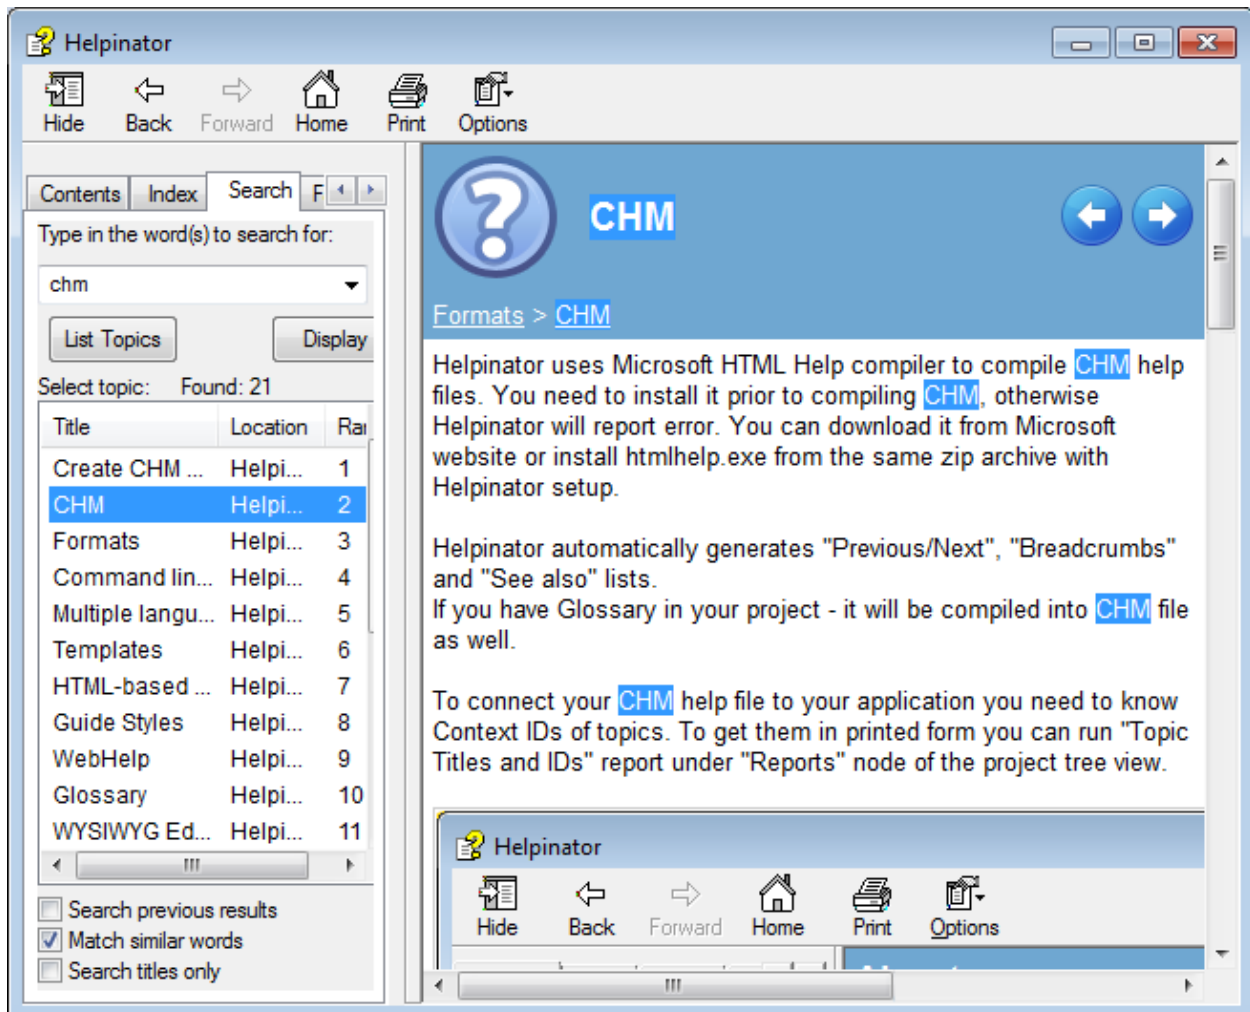 Helpinator
Hide Back Forward Home Print Options
Contents Index Search F
Type in the word(s) to search for:
chm
List Topics Display
Select topic: Found: 21
Title Location Rar
Create CHM ... Helpi... 1
CHM Helpi... 2
Formats Helpi... 3
Command lin... Helpi... 4
Multiple langu... Helpi... 5
Templates Helpi... 6
HTML-based ... Helpi... 7
Guide Styles Helpi... 8
WebHelp Helpi... 9
Glossary Helpi... 10
WYSIWYG Ed... Helpi... 11
Search previous results
Match similar words
Search titles only
CHM
Formats > CHM
Helpinator uses Microsoft HTML Help compiler to compile CHM help
files. You need to install it prior to compiling CHM, otherwise
Helpinator will report error. You can download it from Microsoft
website or install htmlhelp.exe from the same zip archive with
Helpinator setup.
Helpinator automatically generates "Previous/Next", "Breadcrumbs"
and "See also" lists.
If you have Glossary in your project - it will be compiled into CHM file
as well.
To connect your CHM help file to your application you need to know
Context IDs of topics. To get them in printed form you can run "Topic
Titles and IDs" report under "Reports" node of the project tree view.
Helpinator
Hide Back Forward Home Print Options